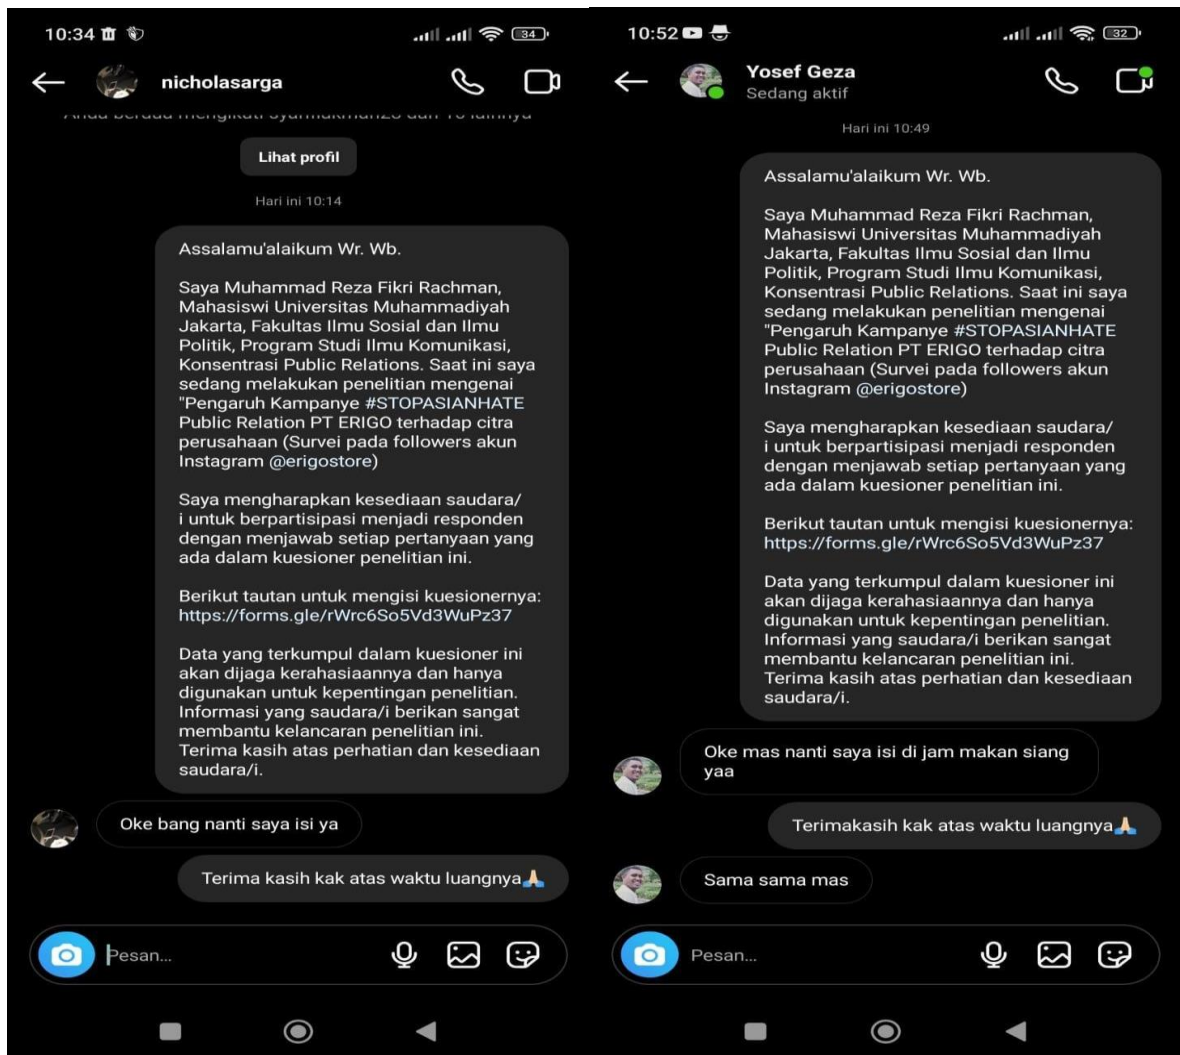 10:34
34
nicholasarga
Anda berdua mengikuti syariflukman28 dan 10 lainnya
Lihat profil
Hari ini 10:14
Assalamu'alaikum Wr. Wb.
Saya Muhammad Reza Fikri Rachman,
Mahasiswi Universitas Muhammadiyah
Jakarta, Fakultas Ilmu Sosial dan Ilmu
Politik, Program Studi Ilmu Komunikasi,
Konsentrasi Public Relations. Saat ini saya
sedang melakukan penelitian mengenai
"Pengaruh Kampanye #STOPASIANHATE
Public Relation PT ERIGO terhadap citra
perusahaan (Survei pada followers akun
Instagram @erigostore)
Saya mengharapkan kesediaan saudara/
i untuk berpartisipasi menjadi responden
dengan menjawab setiap pertanyaan yang
ada dalam kuesioner penelitian ini.
Berikut tautan untuk mengisi kuesionernya:
https://forms.gle/rWrc6So5Vd3WuPz37
Data yang terkumpul dalam kuesioner ini
akan dijaga kerahasiaannya dan hanya
digunakan untuk kepentingan penelitian.
Informasi yang saudara/i berikan sangat
membantu kelancaran penelitian ini.
Terima kasih atas perhatian dan kesediaan
saudara/i.
Oke bang nanti saya isi ya
Terima kasih kak atas waktu luangnya🙏🏻
Pesan...
10:52
32
Yosef Geza
Sedang aktif
Hari ini 10:49
Assalamu'alaikum Wr. Wb.
Saya Muhammad Reza Fikri Rachman,
Mahasiswi Universitas Muhammadiyah
Jakarta, Fakultas Ilmu Sosial dan Ilmu
Politik, Program Studi Ilmu Komunikasi,
Konsentrasi Public Relations. Saat ini saya
sedang melakukan penelitian mengenai
"Pengaruh Kampanye #STOPASIANHATE
Public Relation PT ERIGO terhadap citra
perusahaan (Survei pada followers akun
Instagram @erigostore)
Saya mengharapkan kesediaan saudara/
i untuk berpartisipasi menjadi responden
dengan menjawab setiap pertanyaan yang
ada dalam kuesioner penelitian ini.
Berikut tautan untuk mengisi kuesionernya:
https://forms.gle/rWrc6So5Vd3WuPz37
Data yang terkumpul dalam kuesioner ini
akan dijaga kerahasiaannya dan hanya
digunakan untuk kepentingan penelitian.
Informasi yang saudara/i berikan sangat
membantu kelancaran penelitian ini.
Terima kasih atas perhatian dan kesediaan
saudara/i.
Oke mas nanti saya isi di jam makan siang
yaa
Terimakasih kak atas waktu luangnya🙏🏻
Sama sama mas
Pesan...